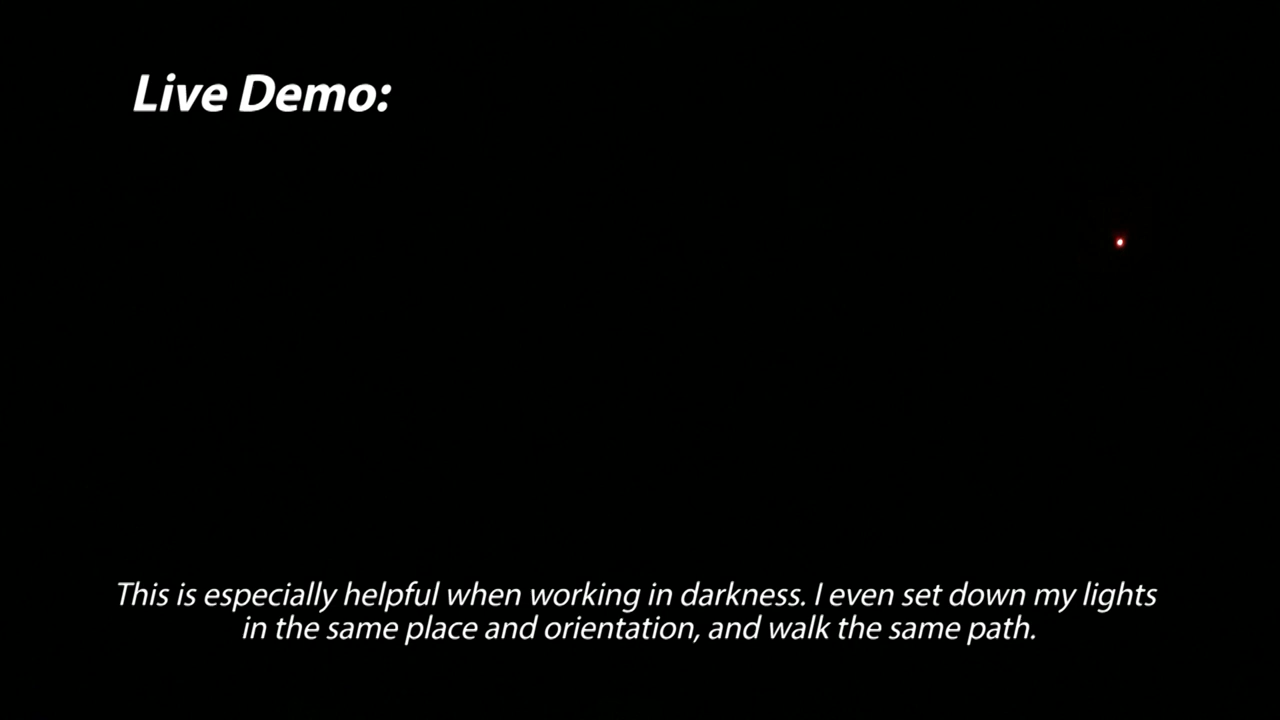 Live Demo:
This is especially helpful when working in darkness. I even set down my lights
in the same place and orientation, and walk the same path.